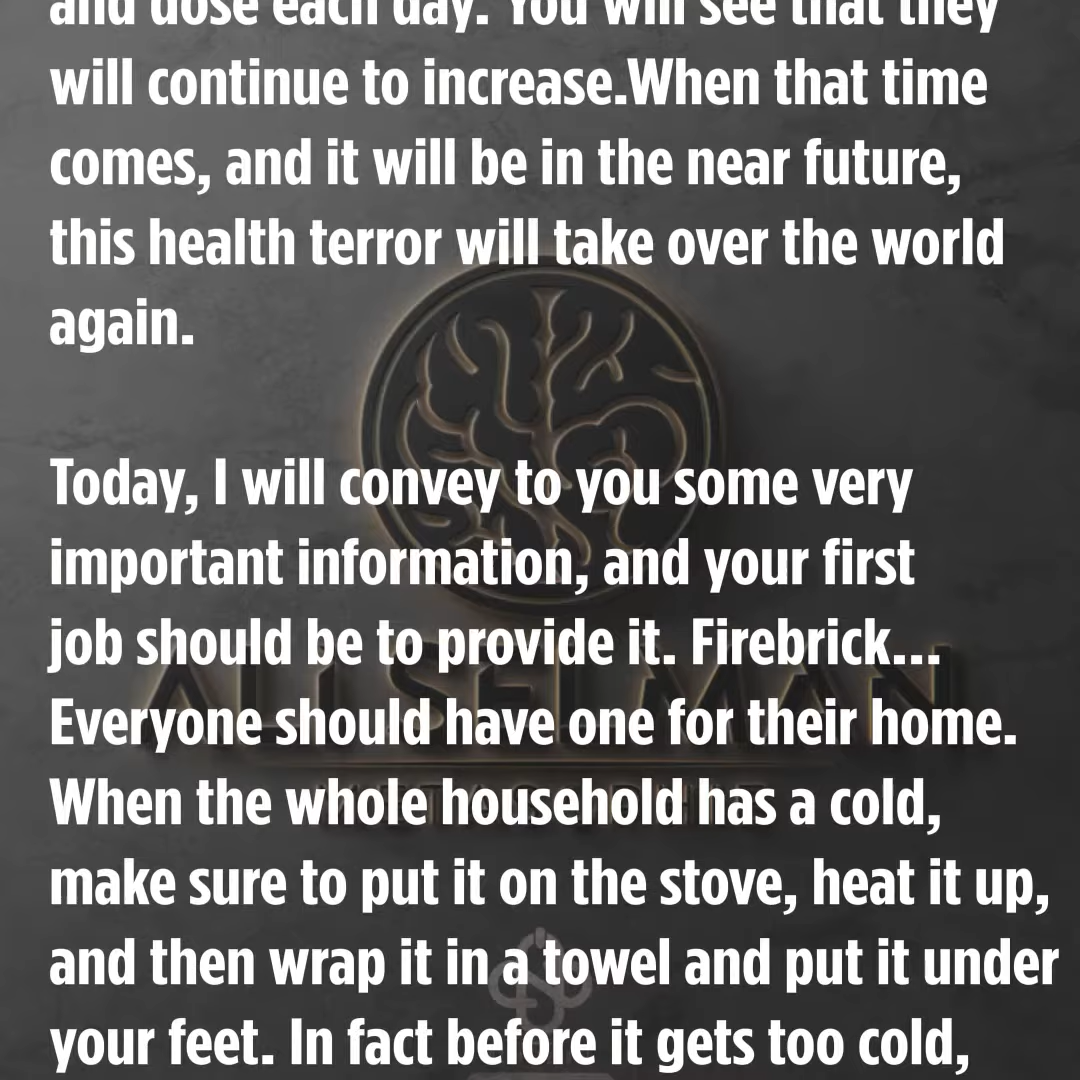 and dose each day. You will see that they
will continue to increase.When that time
comes, and it will be in the near future,
this health terror will take over the world
again.
Today, I will convey to you some very
important information, and your first
job should be to provide it. Firebrick...
Everyone should have one for their home.
When the whole household has a cold,
make sure to put it on the stove, heat it up,
and then wrap it in a towel and put it under
your feet. In fact before it gets too cold,
ALLSELMAN